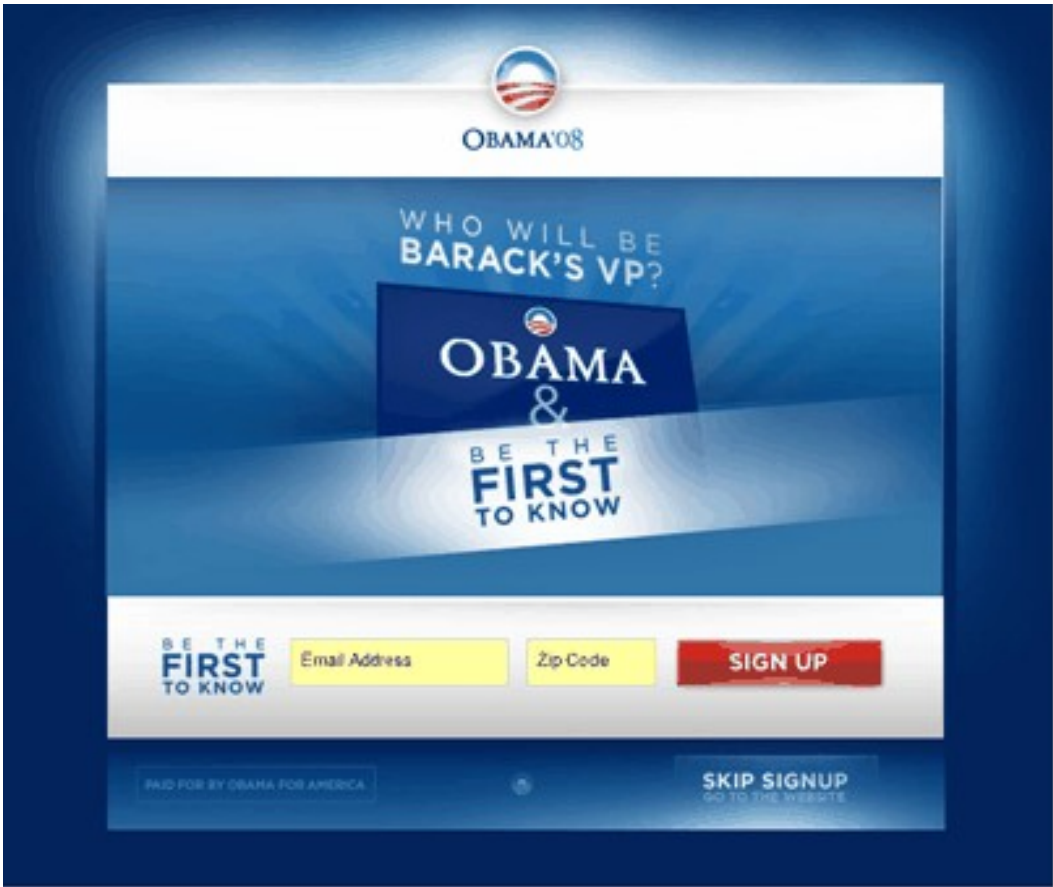 OBAMA'08
WHO WILL BE
BARACK'S VP?
OBAMA
&
BE THE
FIRST
TO KNOW
BE THE
FIRST
TO KNOW
Email Address
Zip Code
SIGN UP
PAID FOR BY OBAMA FOR AMERICA
SKIP SIGNUP
GO TO THE WEBSITE